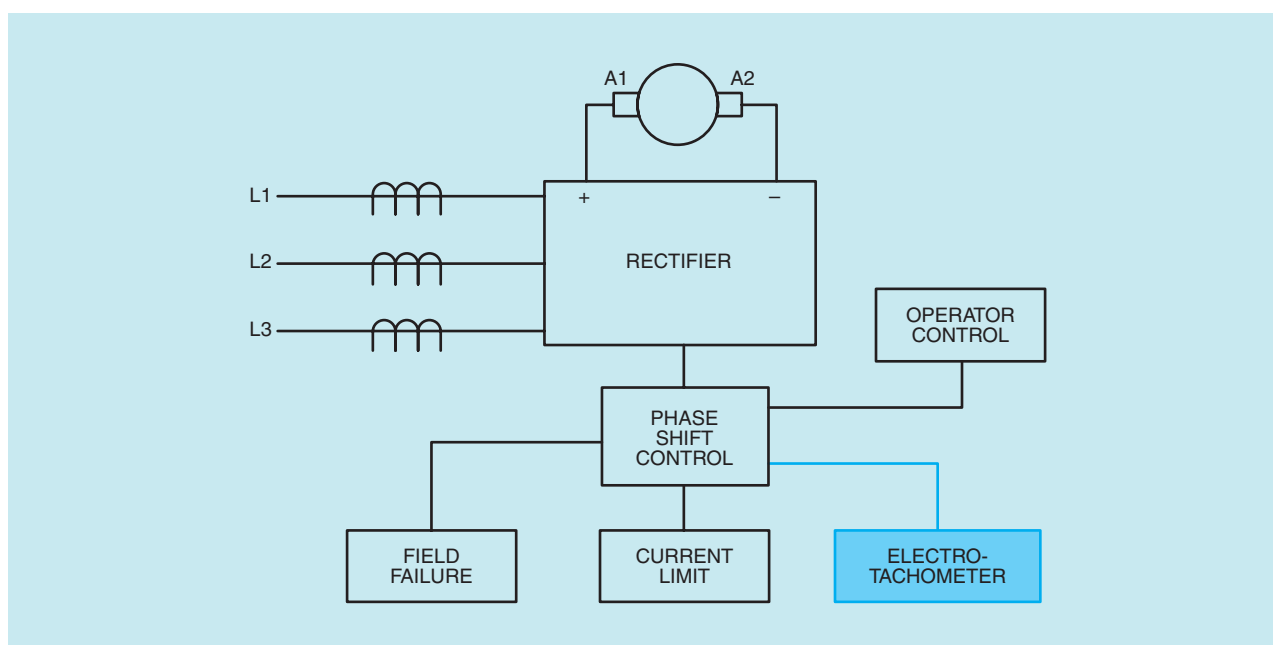 A1
A2
L1
+
–
L2
RECTIFIER
L3
OPERATOR
CONTROL
PHASE
SHIFT
CONTROL
FIELD
FAILURE
CURRENT
LIMIT
ELECTRO-
TACHOMETER